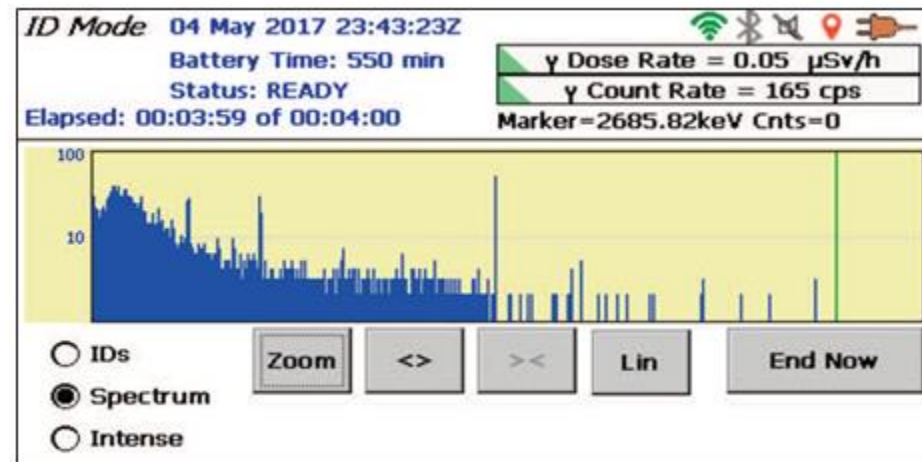 ID Mode 04 May 2017 23:43:23Z
Battery Time: 550 min
Status: READY
Elapsed: 00:03:59 of 00:04:00
γ Dose Rate = 0.05 µSv/h
γ Count Rate = 165 cps
Marker=2685.82keV Cnts=0
100
10
IDs
Spectrum
Intense
Zoom
<>
><
Lin
End Now